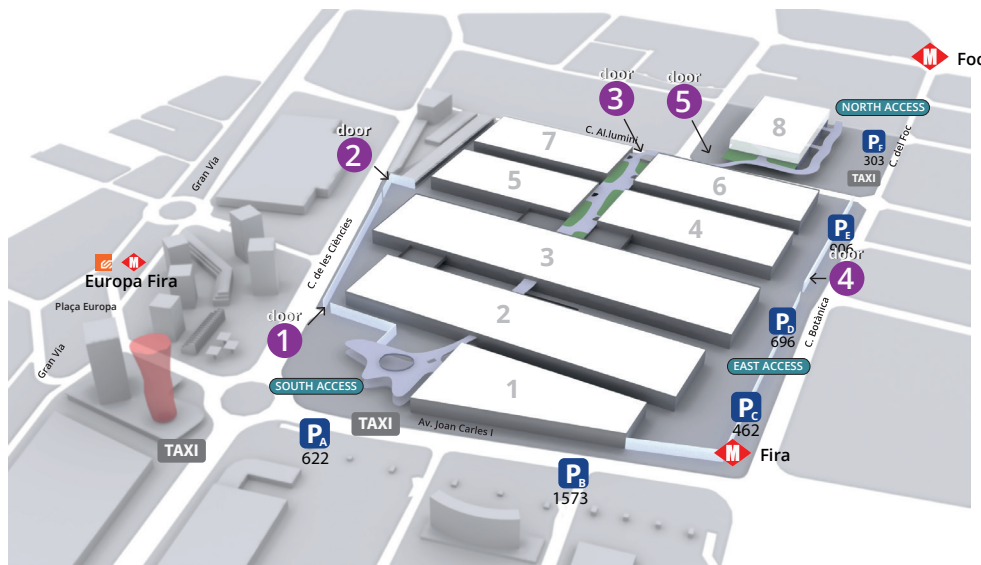 M
Foc
door
3
door
5
NORTH ACCESS
8
C. del Foc
P F
303
TAXI
door
2
7
C. Al.lumini
Gran Via
5
6
4
P E
door
4
C. de les Ciències
3
M
Europa Fira
Plaça Europa
2
P D
696
C. Botànica
door
1
Gran Via
EAST ACCESS
SOUTH ACCESS
1
P C
462
TAXI
Av. Joan Carles I
P A
622
TAXI
M
Fira
P B
1573